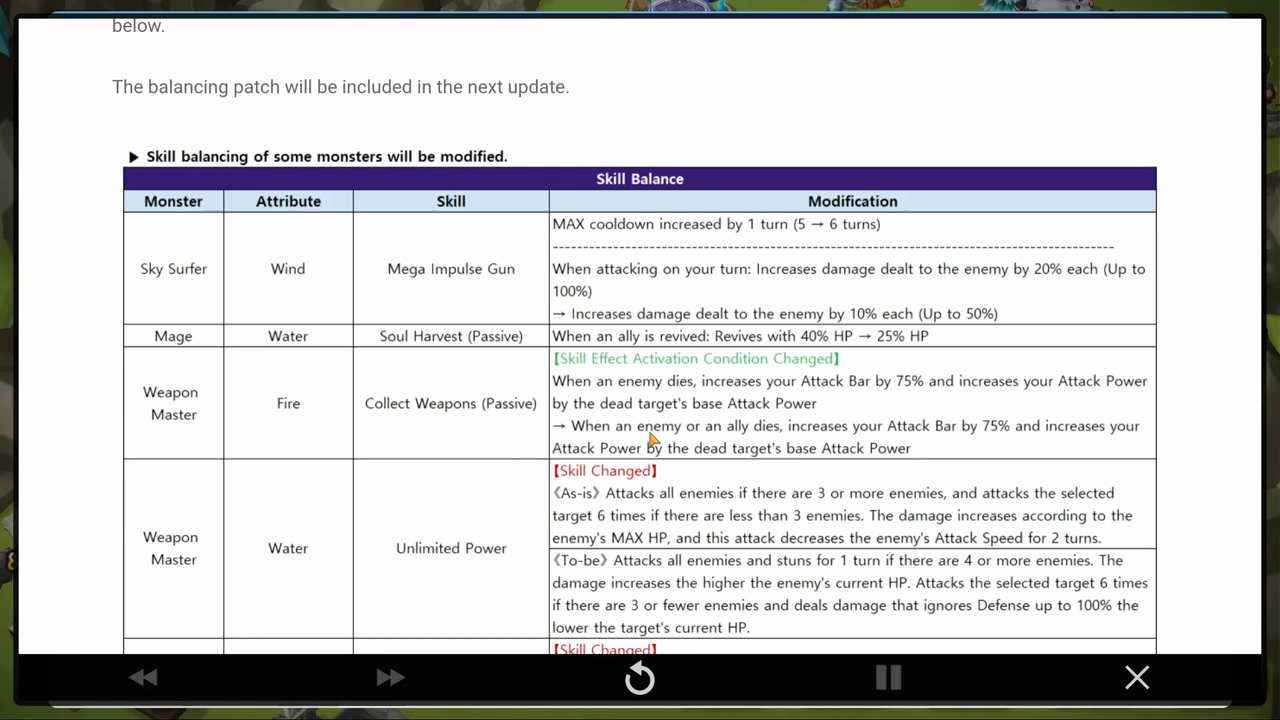 below.
The balancing patch will be included in the next update.
▶ Skill balancing of some monsters will be modified.
Skill Balance
Monster Attribute Skill Modification
Sky Surfer Wind Mega Impulse Gun
MAX cooldown increased by 1 turn (5 → 6 turns)
--------------------------------------------------------------------------------------------
When attacking on your turn: Increases damage dealt to the enemy by 20% each (Up to
100%)
→ Increases damage dealt to the enemy by 10% each (Up to 50%)
Mage Water Soul Harvest (Passive) When an ally is revived: Revives with 40% HP → 25% HP
Weapon
Master
Fire
Collect Weapons (Passive)
【Skill Effect Activation Condition Changed】
When an enemy dies, increases your Attack Bar by 75% and increases your Attack Power
by the dead target's base Attack Power
→ When an enemy or an ally dies, increases your Attack Bar by 75% and increases your
Attack Power by the dead target's base Attack Power
Weapon
Master
Water
Unlimited Power
【Skill Changed】
《As-is》Attacks all enemies if there are 3 or more enemies, and attacks the selected
target 6 times if there are less than 3 enemies. The damage increases according to the
enemy's MAX HP, and this attack decreases the enemy's Attack Speed for 2 turns.
《To-be》Attacks all enemies and stuns for 1 turn if there are 4 or more enemies. The
damage increases the higher the enemy's current HP. Attacks the selected target 6 times
if there are 3 or fewer enemies and deals damage that ignores Defense up to 100% the
lower the target's current HP.
【Skill Changed】